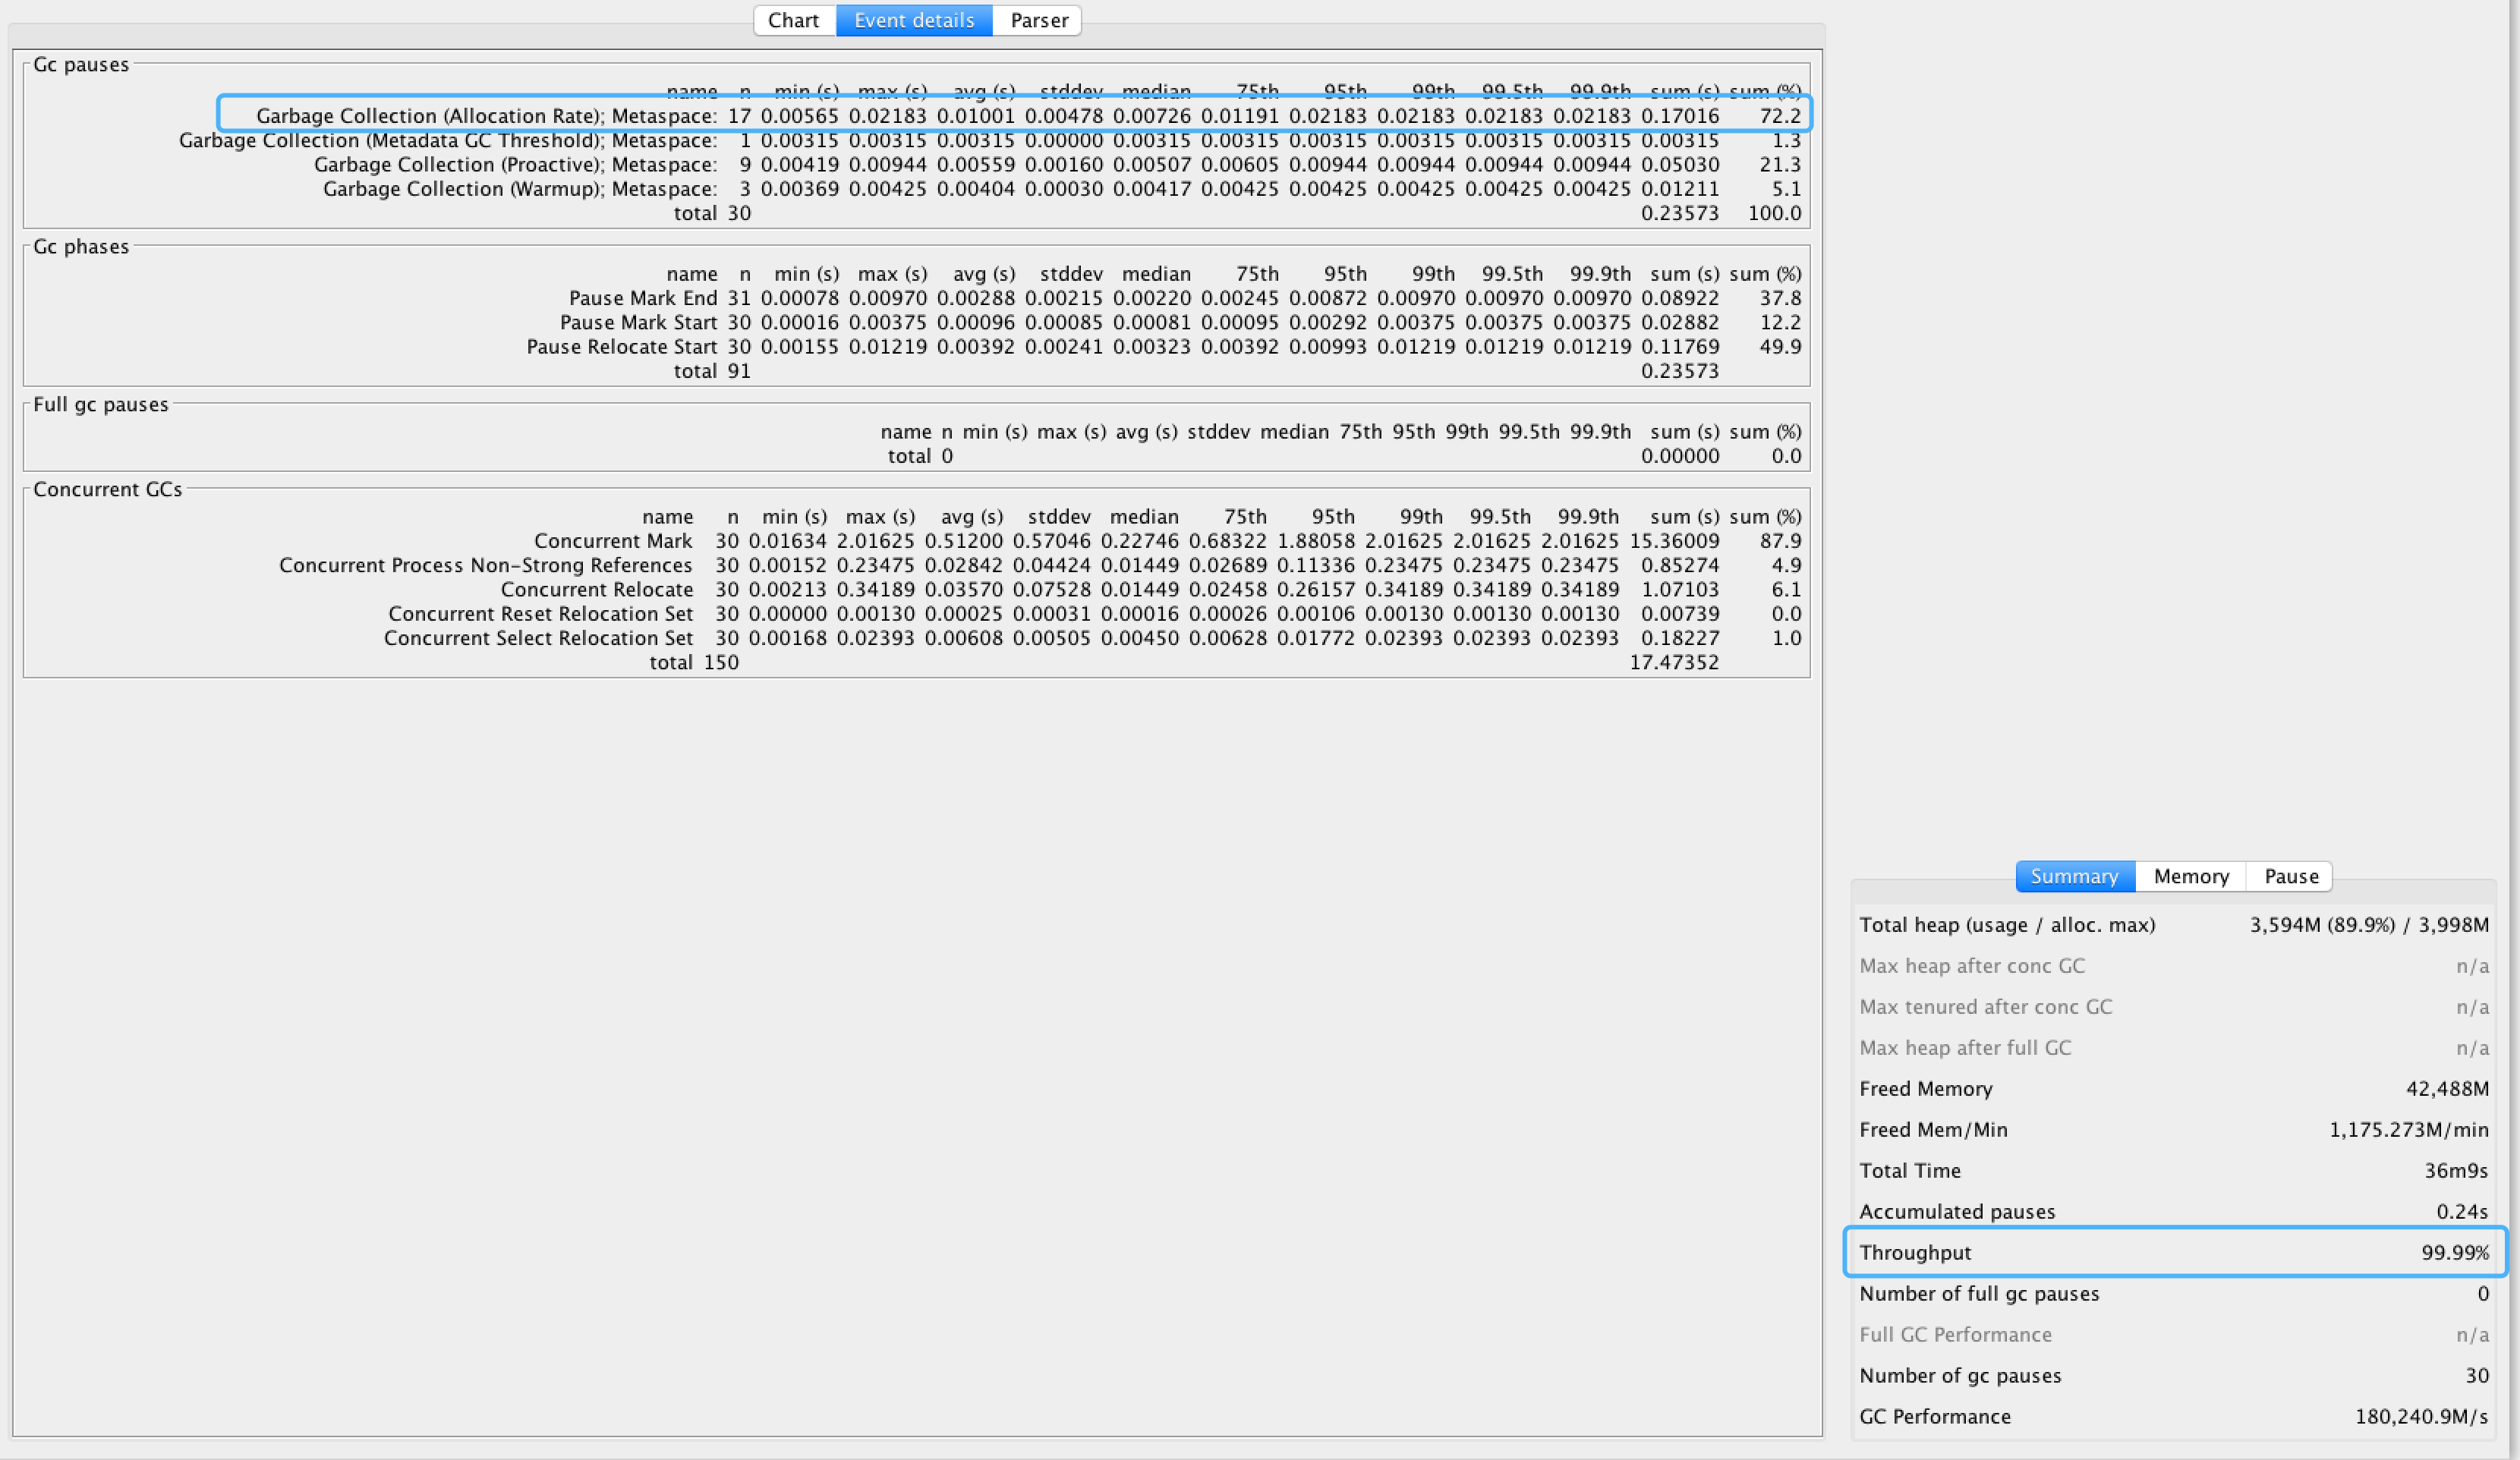 Chart Event details Parser
Gc pauses
name n min (s) max (s) avg (s) stddev median 75th 95th 99th 99.5th 99.9th sum (s) sum (%)
Garbage Collection (Allocation Rate); Metaspace: 17 0.00565 0.02183 0.01001 0.00478 0.00726 0.01191 0.02183 0.02183 0.02183 0.02183 0.17016 72.2
Garbage Collection (Metadata GC Threshold); Metaspace: 1 0.00315 0.00315 0.00315 0.00000 0.00315 0.00315 0.00315 0.00315 0.00315 0.00315 0.00315 1.3
Garbage Collection (Proactive); Metaspace: 9 0.00419 0.00944 0.00559 0.00160 0.00507 0.00605 0.00944 0.00944 0.00944 0.00944 0.05030 21.3
Garbage Collection (Warmup); Metaspace: 3 0.00369 0.00425 0.00404 0.00030 0.00417 0.00425 0.00425 0.00425 0.00425 0.00425 0.01211 5.1
total 30 0.23573 100.0
Gc phases
name n min (s) max (s) avg (s) stddev median 75th 95th 99th 99.5th 99.9th sum (s) sum (%)
Pause Mark End 31 0.00078 0.00970 0.00288 0.00215 0.00220 0.00245 0.00872 0.00970 0.00970 0.00970 0.08922 37.8
Pause Mark Start 30 0.00016 0.00375 0.00096 0.00085 0.00081 0.00095 0.00292 0.00375 0.00375 0.00375 0.02882 12.2
Pause Relocate Start 30 0.00155 0.01219 0.00392 0.00241 0.00323 0.00392 0.00993 0.01219 0.01219 0.01219 0.11769 49.9
total 91 0.23573
Full gc pauses
name n min (s) max (s) avg (s) stddev median 75th 95th 99th 99.5th 99.9th sum (s) sum (%)
total 0 0.00000 0.0
Concurrent GCs
name n min (s) max (s) avg (s) stddev median 75th 95th 99th 99.5th 99.9th sum (s) sum (%)
Concurrent Mark 30 0.01634 2.01625 0.51200 0.57046 0.22746 0.68322 1.88058 2.01625 2.01625 2.01625 15.36009 87.9
Concurrent Process Non-Strong References 30 0.00152 0.23475 0.02842 0.04424 0.01449 0.02689 0.11336 0.23475 0.23475 0.23475 0.85274 4.9
Concurrent Relocate 30 0.00213 0.34189 0.03570 0.07528 0.01449 0.02458 0.26157 0.34189 0.34189 0.34189 1.07103 6.1
Concurrent Reset Relocation Set 30 0.00000 0.00130 0.00025 0.00031 0.00016 0.00026 0.00106 0.00130 0.00130 0.00130 0.00739 0.0
Concurrent Select Relocation Set 30 0.00168 0.02393 0.00608 0.00505 0.00450 0.00628 0.01772 0.02393 0.02393 0.02393 0.18227 1.0
total 150 17.47352
Summary Memory Pause
Total heap (usage / alloc. max) 3,594M (89.9%) / 3,998M
Max heap after conc GC n/a
Max tenured after conc GC n/a
Max heap after full GC n/a
Freed Memory 42,488M
Freed Mem/Min 1,175.273M/min
Total Time 36m9s
Accumulated pauses 0.24s
Throughput 99.99%
Number of full gc pauses 0
Full GC Performance n/a
Number of gc pauses 30
GC Performance 180,240.9M/s